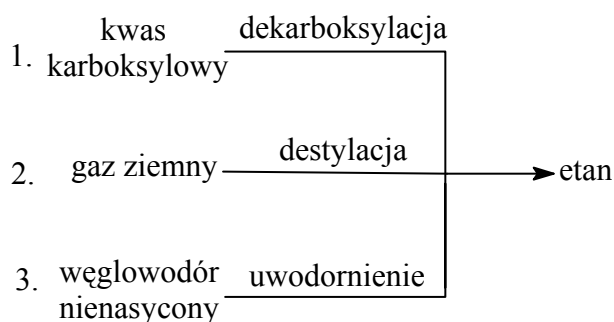 1. kwas karboksylowy
dekarboksylacja
2. gaz ziemny
destylacja
etan
3. węglowodór nienasycony
uwodornienie